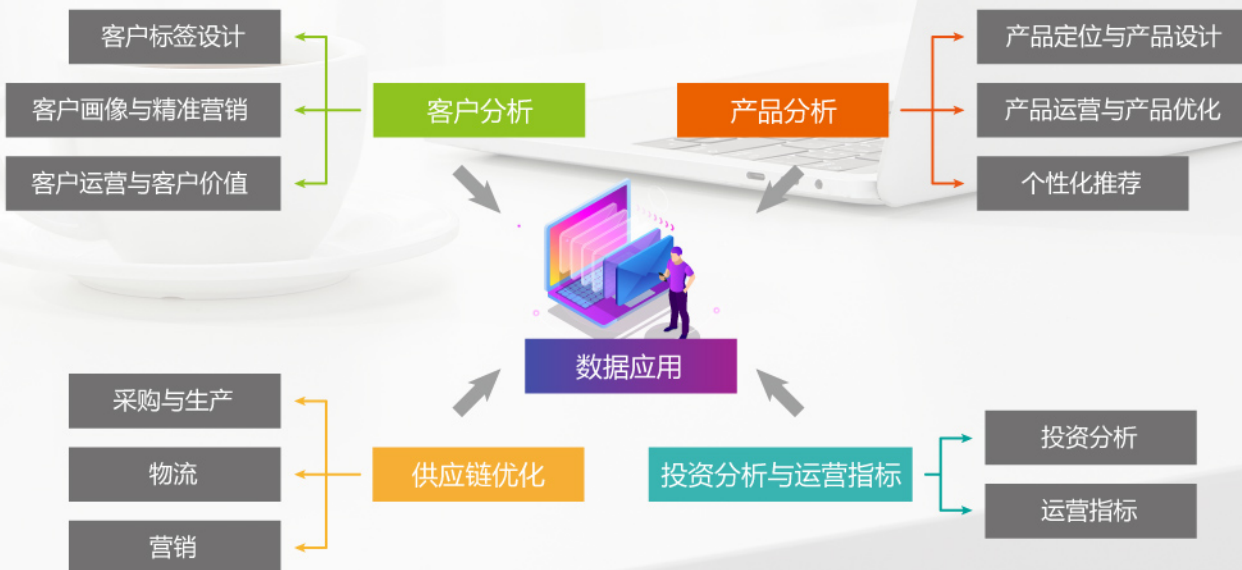 客户标签设计
客户画像与精准营销
客户运营与客户价值
客户分析
产品分析
产品定位与产品设计
产品运营与产品优化
个性化推荐
数据应用
采购与生产
物流
营销
供应链优化
投资分析与运营指标
投资分析
运营指标